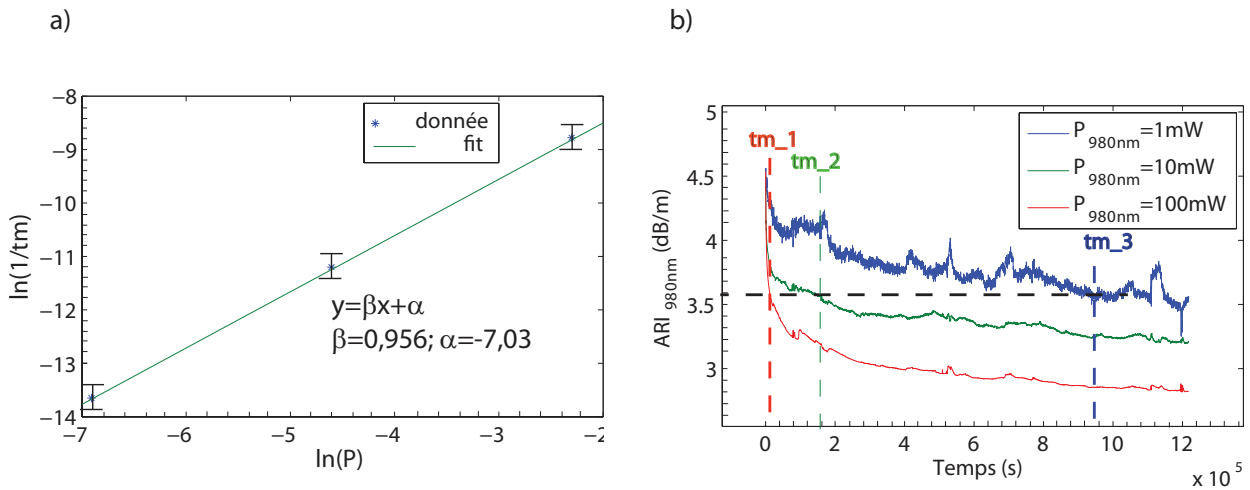 a)
−8
−9
−10
−11
−12
−13
−14
ln(1/tm)
donnée
fit
y=βx+α
β=0,956; α=-7,03
−7
−6
−5
−4
−3
−2
ln(P)
b)
5
4.5
4
3.5
3
ARI980nm (dB/m)
tm_1
tm_2
tm_3
P980nm=1mW
P980nm=10mW
P980nm=100mW
0
2
4
6
8
10
12
Temps (s)
x 10^5